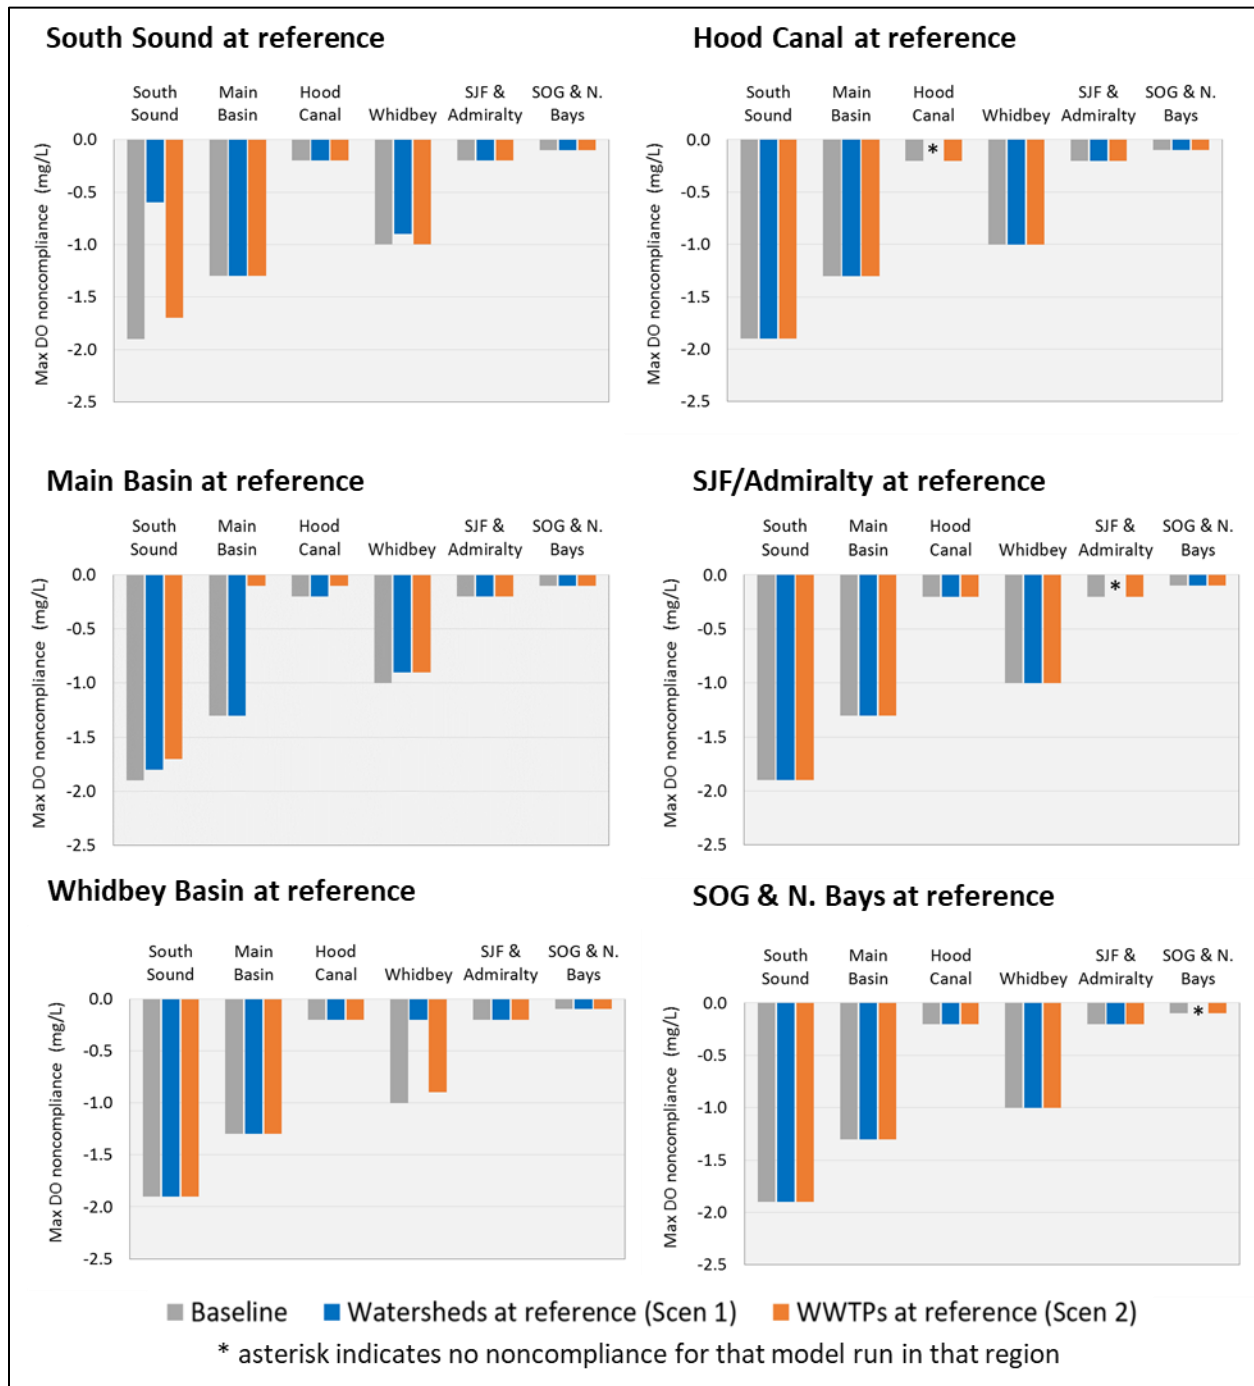 South Sound at reference
South Main Hood SJF & SOG & N.
Sound Basin Canal Whidbey Admiralty Bays
Max DO noncompliance (mg/L)
0.0
-0.5
-1.0
-1.5
-2.0
-2.5
Hood Canal at reference
South Main Hood SJF & SOG & N.
Sound Basin Canal Whidbey Admiralty Bays
Max DO noncompliance (mg/L)
0.0
*
-0.5
-1.0
-1.5
-2.0
-2.5
Main Basin at reference
South Main Hood SJF & SOG & N.
Sound Basin Canal Whidbey Admiralty Bays
Max DO noncompliance (mg/L)
0.0
-0.5
-1.0
-1.5
-2.0
-2.5
SJF/Admiralty at reference
South Main Hood SJF & SOG & N.
Sound Basin Canal Whidbey Admiralty Bays
Max DO noncompliance (mg/L)
0.0
*
-0.5
-1.0
-1.5
-2.0
-2.5
Whidbey Basin at reference
South Main Hood SJF & SOG & N.
Sound Basin Canal Whidbey Admiralty Bays
Max DO noncompliance (mg/L)
0.0
-0.5
-1.0
-1.5
-2.0
-2.5
SOG & N. Bays at reference
South Main Hood SJF & SOG & N.
Sound Basin Canal Whidbey Admiralty Bays
Max DO noncompliance (mg/L)
0.0
*
-0.5
-1.0
-1.5
-2.0
-2.5
Baseline Watersheds at reference (Scen 1) WWTPs at reference (Scen 2)
* asterisk indicates no noncompliance for that model run in that region